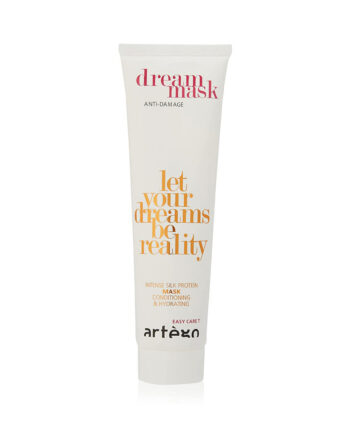 dream
mask
ANTI-DAMAGE
let
your
dreams
be
reality
INTENSE SILK PROTEIN
MASK
CONDITIONING
& HYDRATING
EASY CARE T
artègo